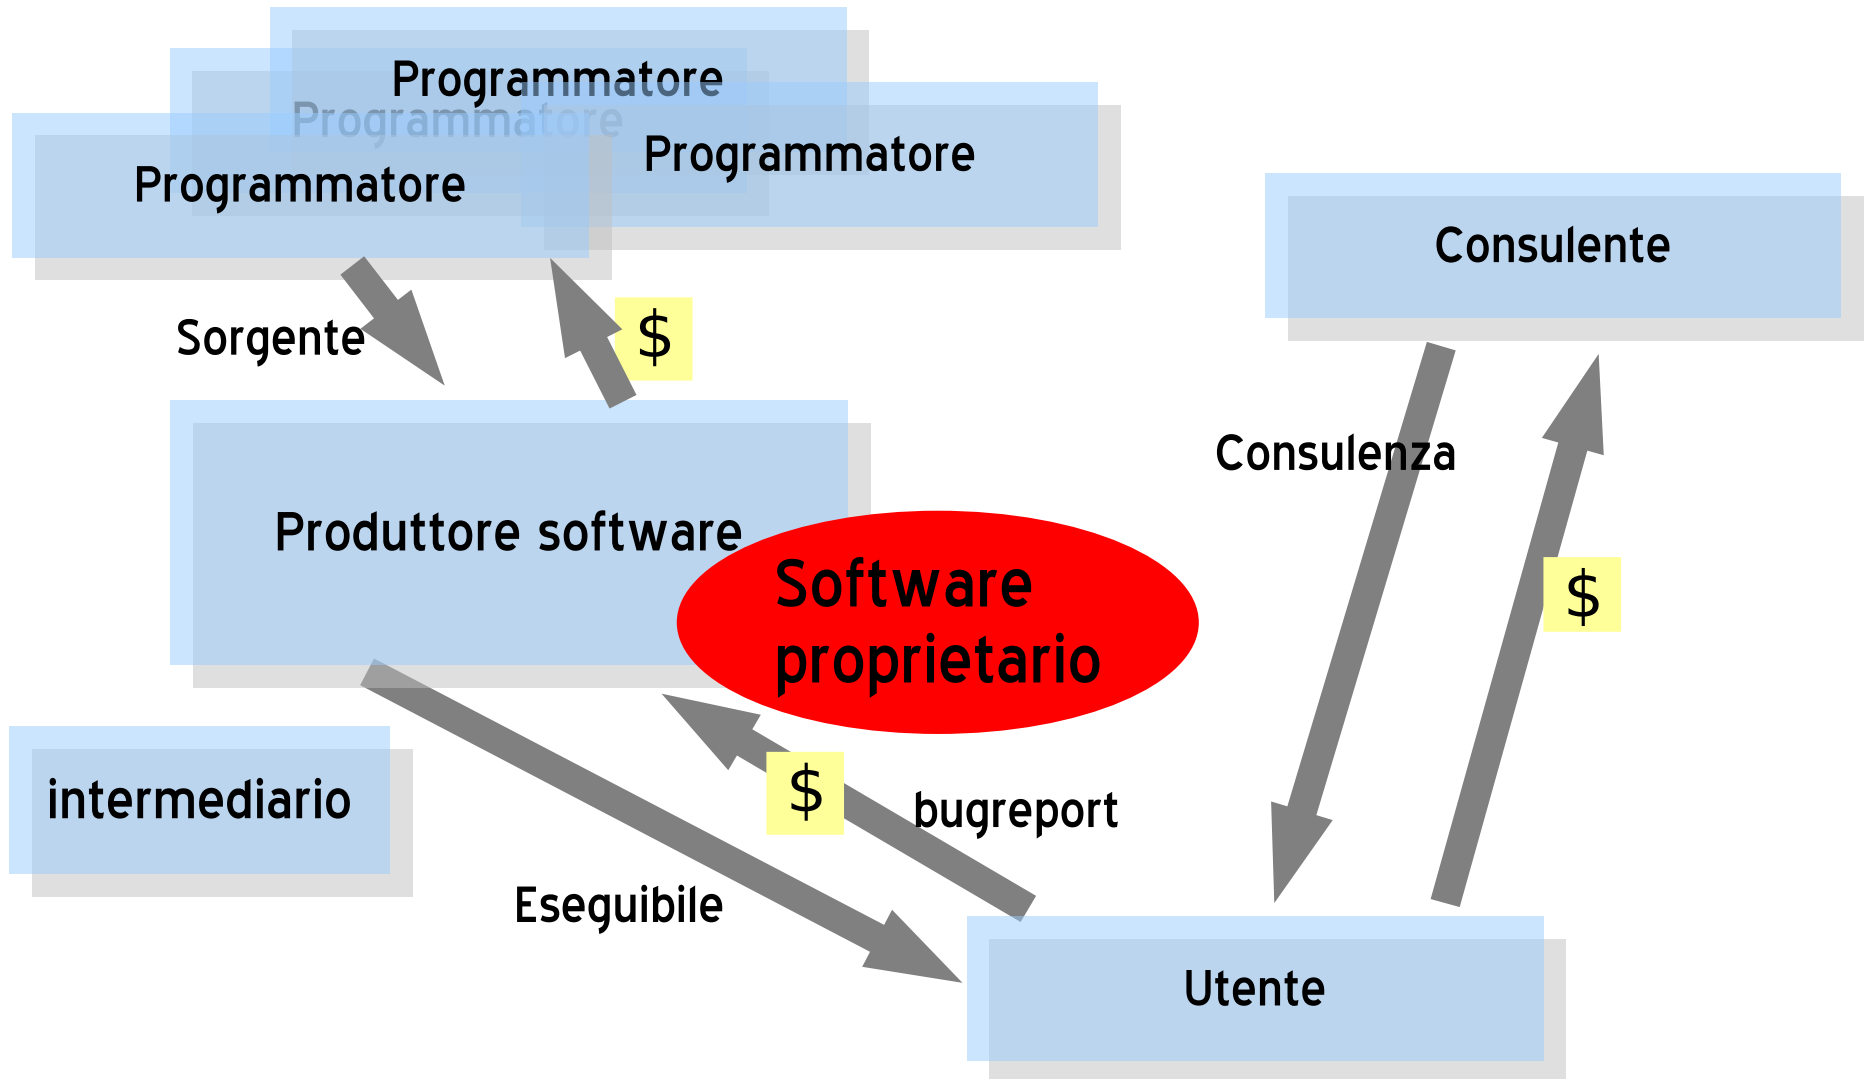 Programmatore
Programmatore
Programmatore
Programmatore
Consulente
Sorgente
$
Consulenza
Produttore software
Software
proprietario
$
$
intermediario
bugreport
Eseguibile
Utente